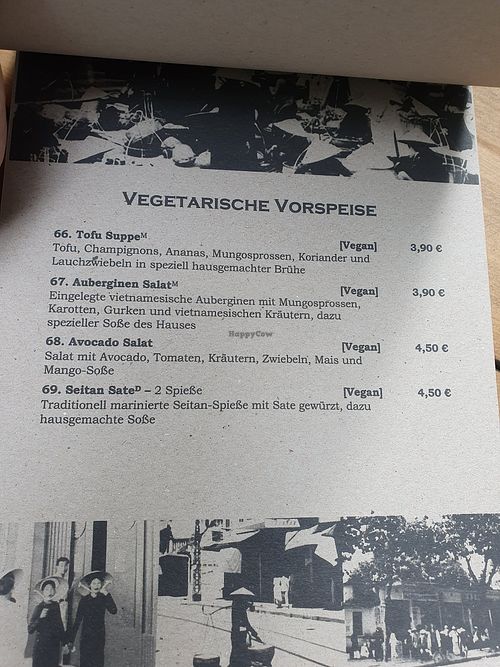 Vegetarische Vorspeise
66. Tofu Suppeᴹ [Vegan] 3,90 €
Tofu, Champignons, Ananas, Mungosprossen, Koriander und
Lauchzwiebeln in speziell hausgemachter Brühe
67. Auberginen Salatᴹ [Vegan] 3,90 €
Eingelegte vietnamesische Auberginen mit Mungosprossen,
Karotten, Gurken und vietnamesischen Kräutern, dazu
spezieller Soße des Hauses
HappyCow
68. Avocado Salat [Vegan] 4,50 €
Salat mit Avocado, Tomaten, Kräutern, Zwiebeln, Mais und
Mango-Soße
69. Seitan Sateᴰ – 2 Spieße [Vegan] 4,50 €
Traditionell marinierte Seitan-Spieße mit Sate gewürzt, dazu
hausgemachte Soße